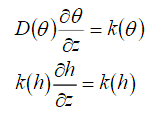 D(θ) ∂θ/∂z = k(θ)
k(h) ∂h/∂z = k(h)